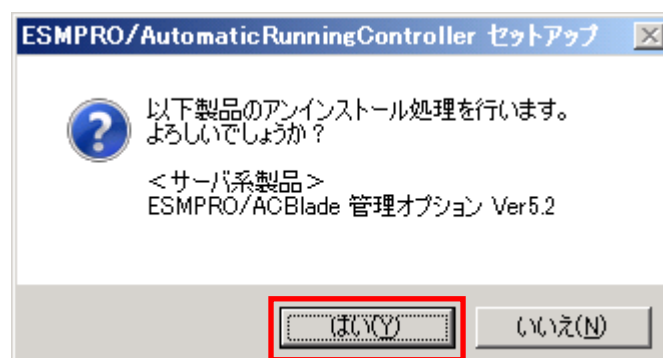 ESMPRO/AutomaticRunningController セットアップ
以下製品のアンインストール処理を行います。
よろしいでしょうか？
＜サーバ系製品＞
ESMPRO/ACBlade 管理オプション Ver5.2
はい(Y)
いいえ(N)